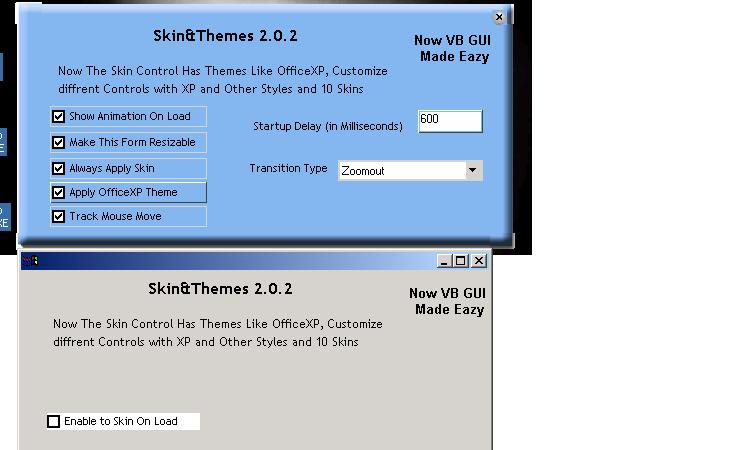 Skin&Themes 2.0.2
Now VB GUI
Made Eazy
Now The Skin Control Has Themes Like OfficeXP, Customize
diffrent Controls with XP and Other Styles and 10 Skins
Show Animation On Load
Make This Form Resizable
Always Apply Skin
Apply OfficeXP Theme
Track Mouse Move
Startup Delay (in Milliseconds)
600
Transition Type
Zoomout
Skin&Themes 2.0.2
Now VB GUI
Made Eazy
Now The Skin Control Has Themes Like OfficeXP, Customize
diffrent Controls with XP and Other Styles and 10 Skins
Enable to Skin On Load